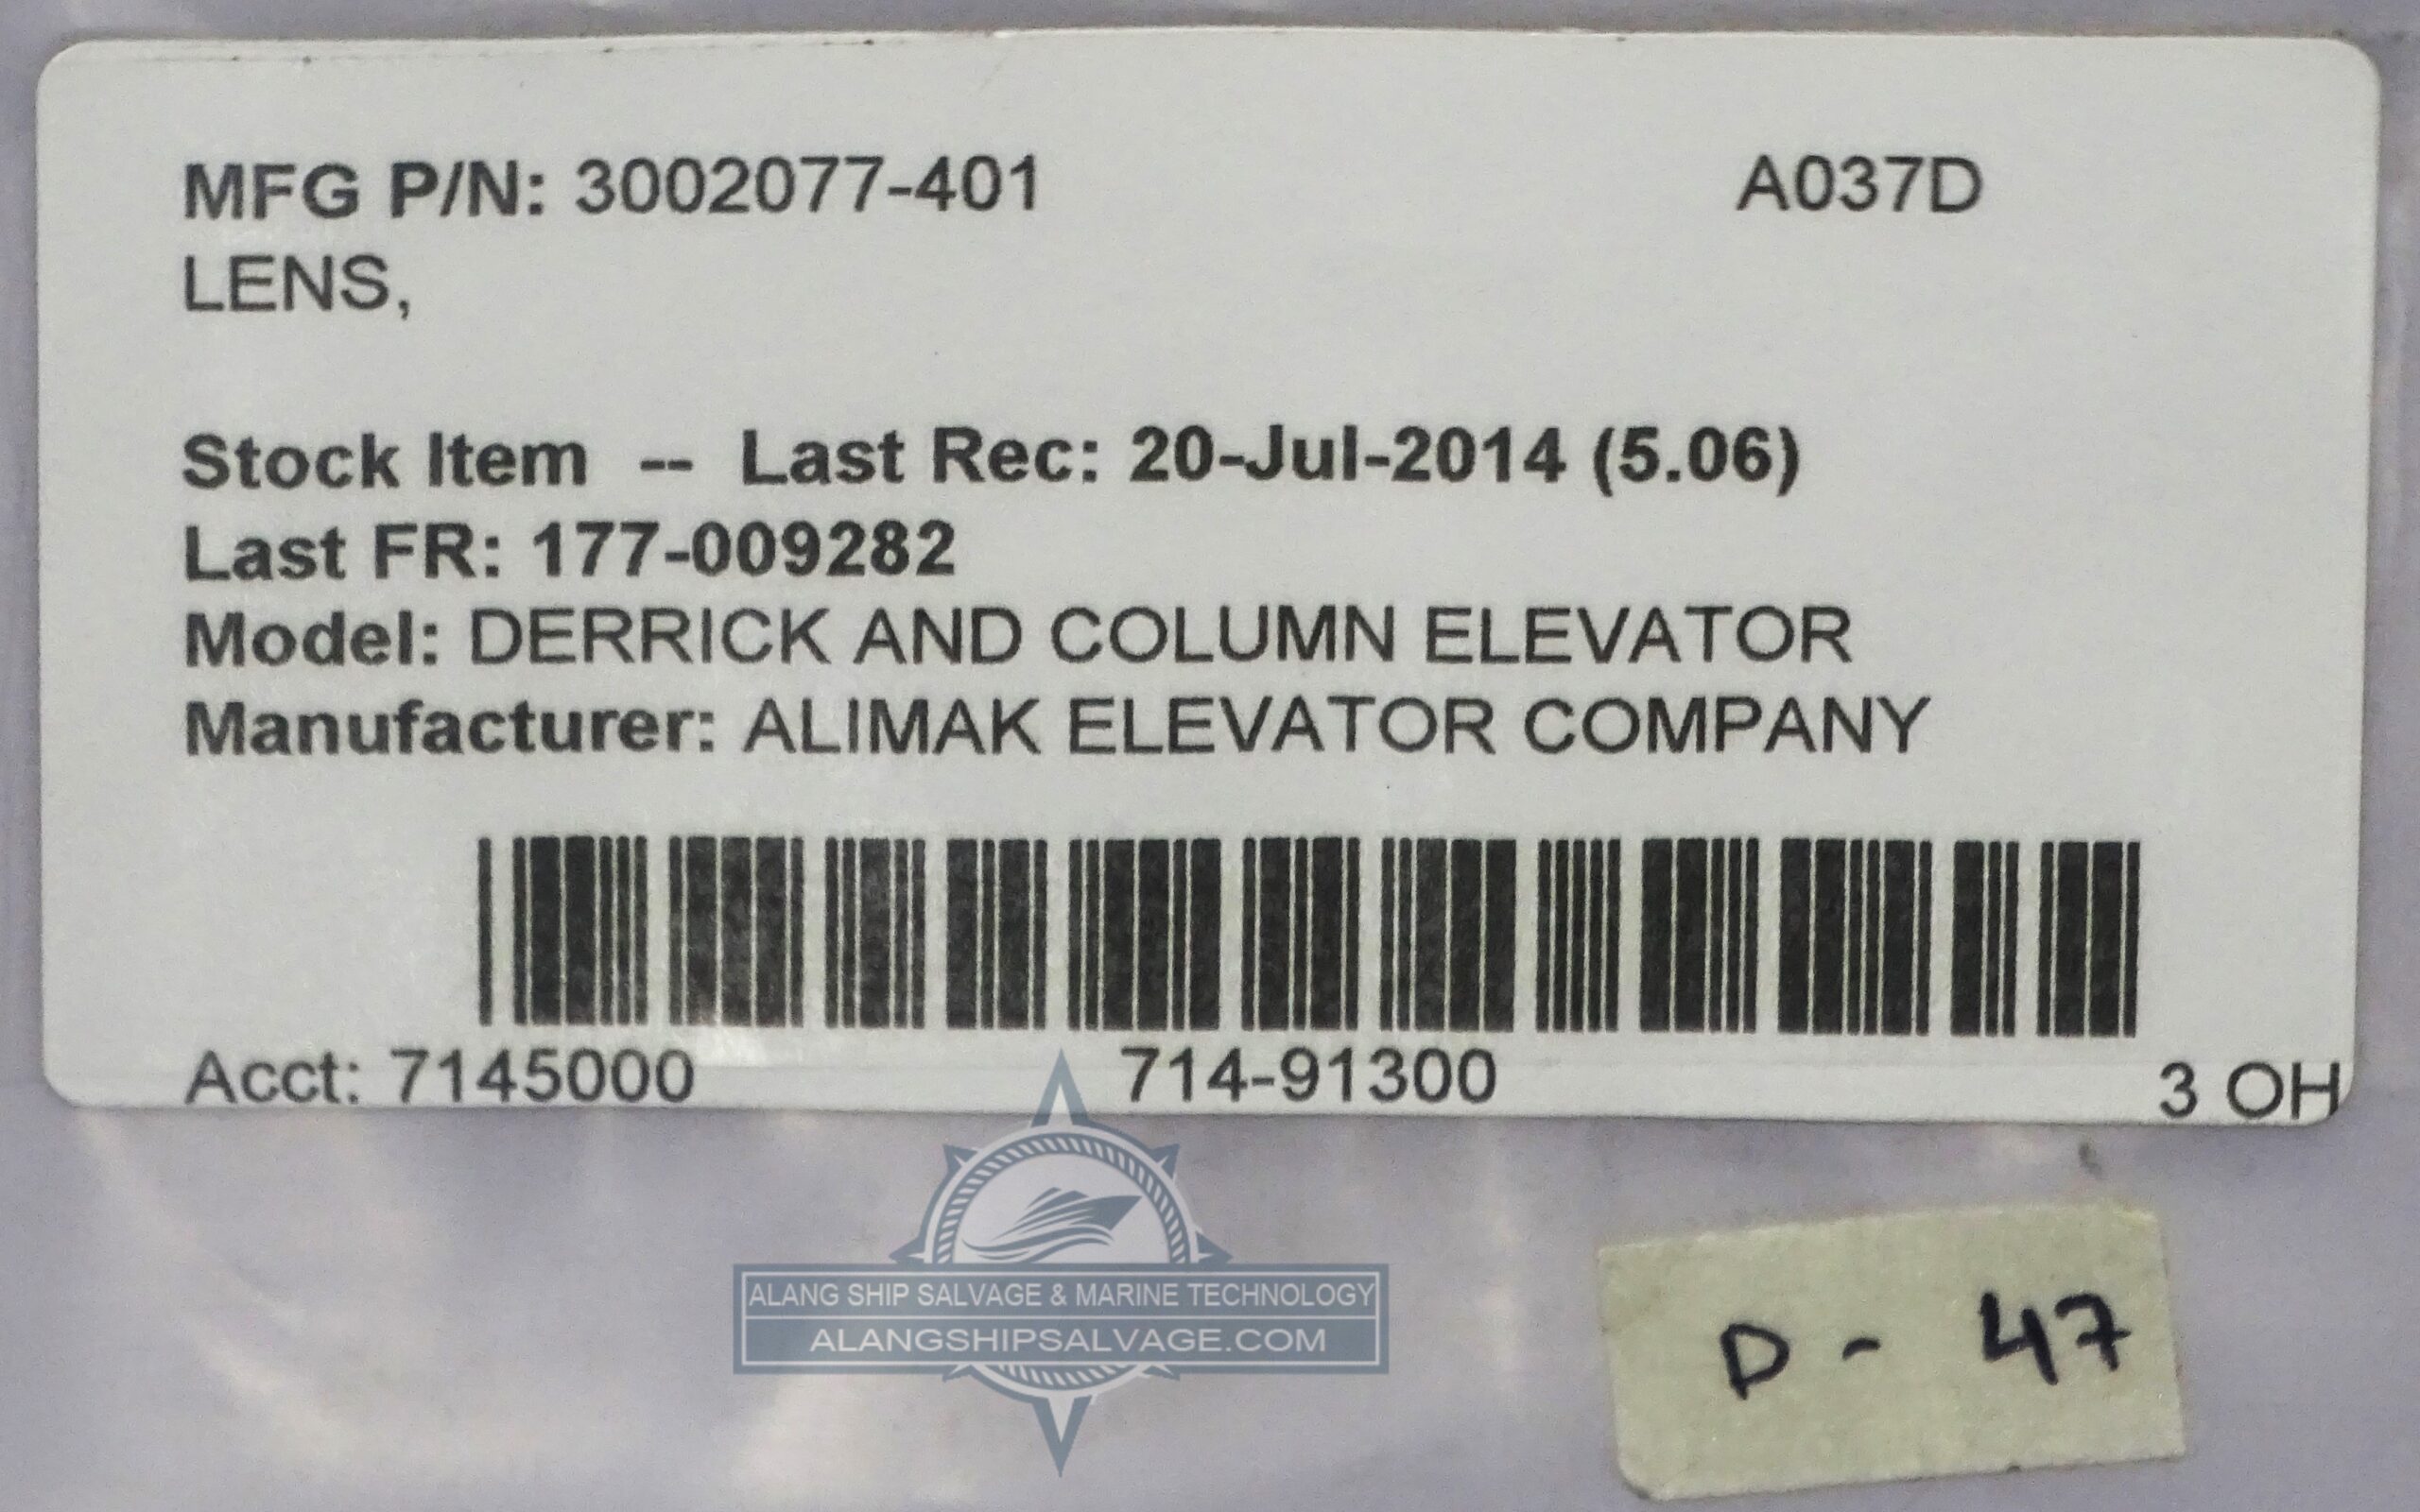 MFG P/N: 3002077-401 A037D
LENS,
Stock Item -- Last Rec: 20-Jul-2014 (5.06)
Last FR: 177-009282
Model: DERRICK AND COLUMN ELEVATOR
Manufacturer: ALIMAK ELEVATOR COMPANY
Acct: 7145000 714-91300 3 OH
ALANG SHIP SALVAGE & MARINE TECHNOLOGY
ALANGSHIPSALVAGE.COM
D - 47